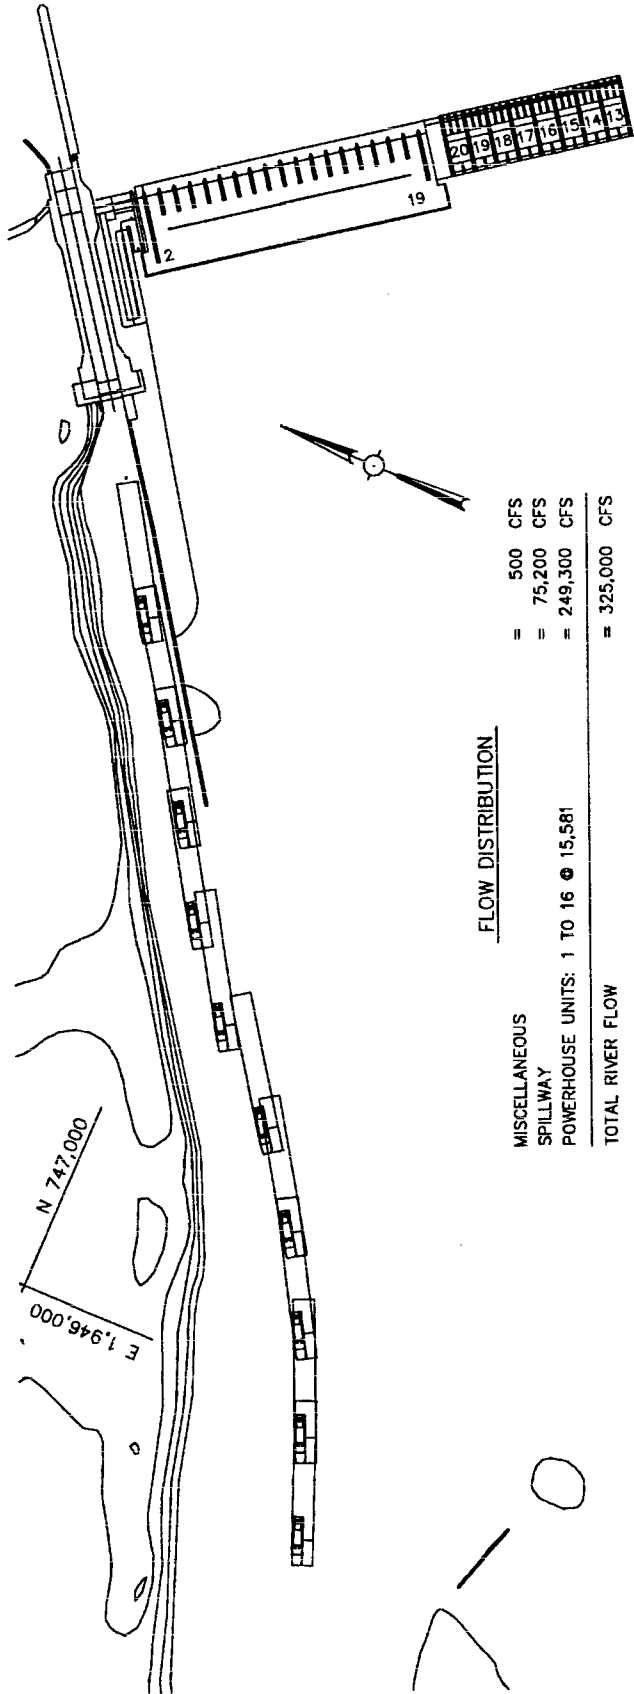 20 19 18 17 16 15 14 13
2
19
FLOW DISTRIBUTION
MISCELLANEOUS = 500 CFS
SPILLWAY = 75,200 CFS
POWERHOUSE UNITS: 1 TO 16 @ 15,581 = 249,300 CFS
TOTAL RIVER FLOW = 325,000 CFS
N 747,000
E 1,946,000